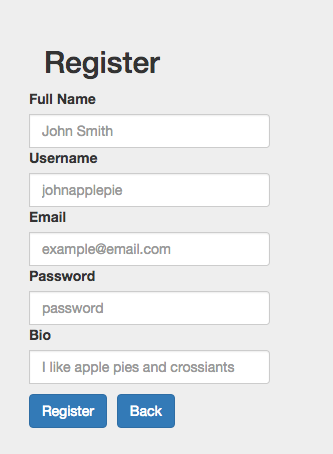 Register
Full Name
John Smith
Username
johnapplepie
Email
example@email.com
Password
password
Bio
I like apple pies and crossiants
Register Back